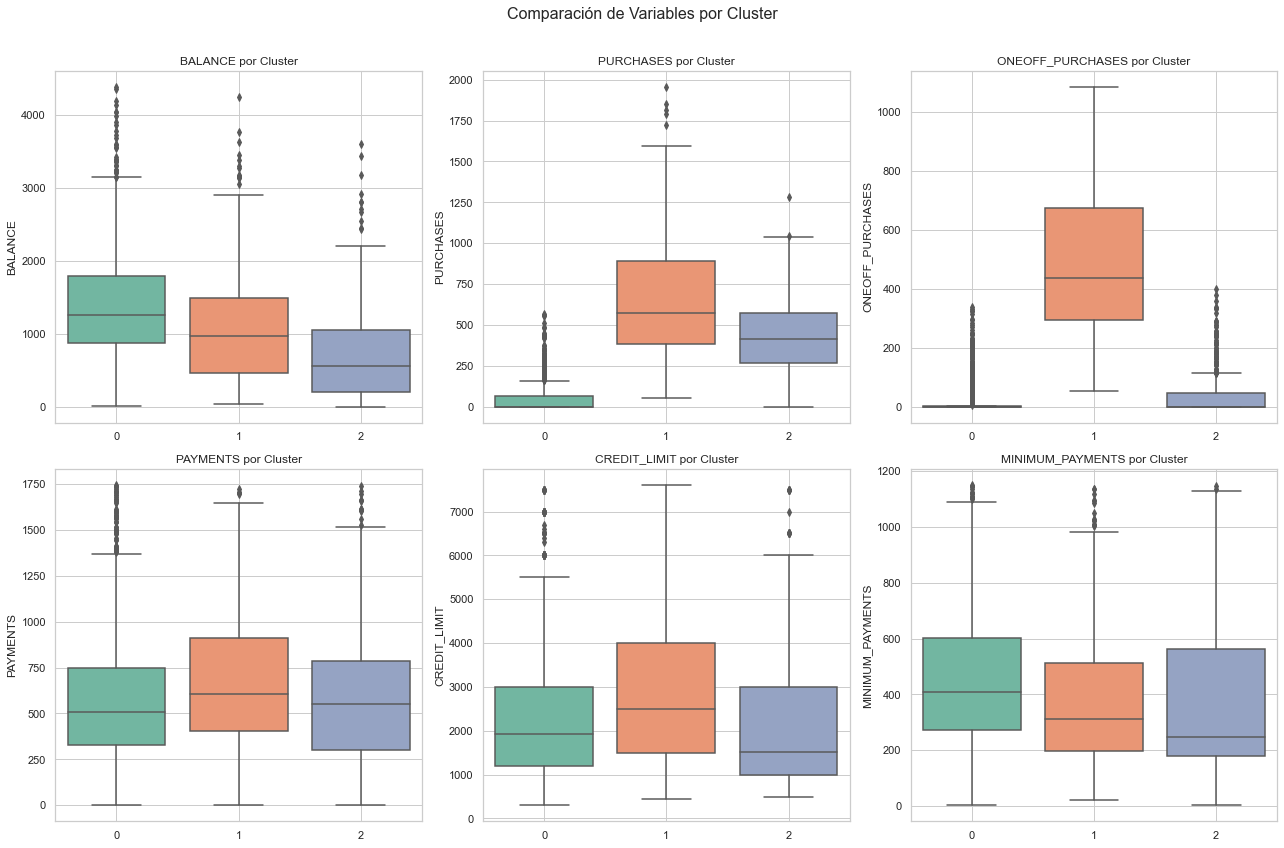 Comparación de Variables por Cluster
BALANCE por Cluster
BALANCE
4000
3000
2000
1000
0
0 1 2
PURCHASES por Cluster
PURCHASES
2000
1750
1500
1250
1000
750
500
250
0
0 1 2
ONEOFF_PURCHASES por Cluster
ONEOFF_PURCHASES
1000
800
600
400
200
0
0 1 2
PAYMENTS por Cluster
PAYMENTS
1750
1500
1250
1000
750
500
250
0
0 1 2
CREDIT_LIMIT por Cluster
CREDIT_LIMIT
7000
6000
5000
4000
3000
2000
1000
0
0 1 2
MINIMUM_PAYMENTS por Cluster
MINIMUM_PAYMENTS
1200
1000
800
600
400
200
0
0 1 2